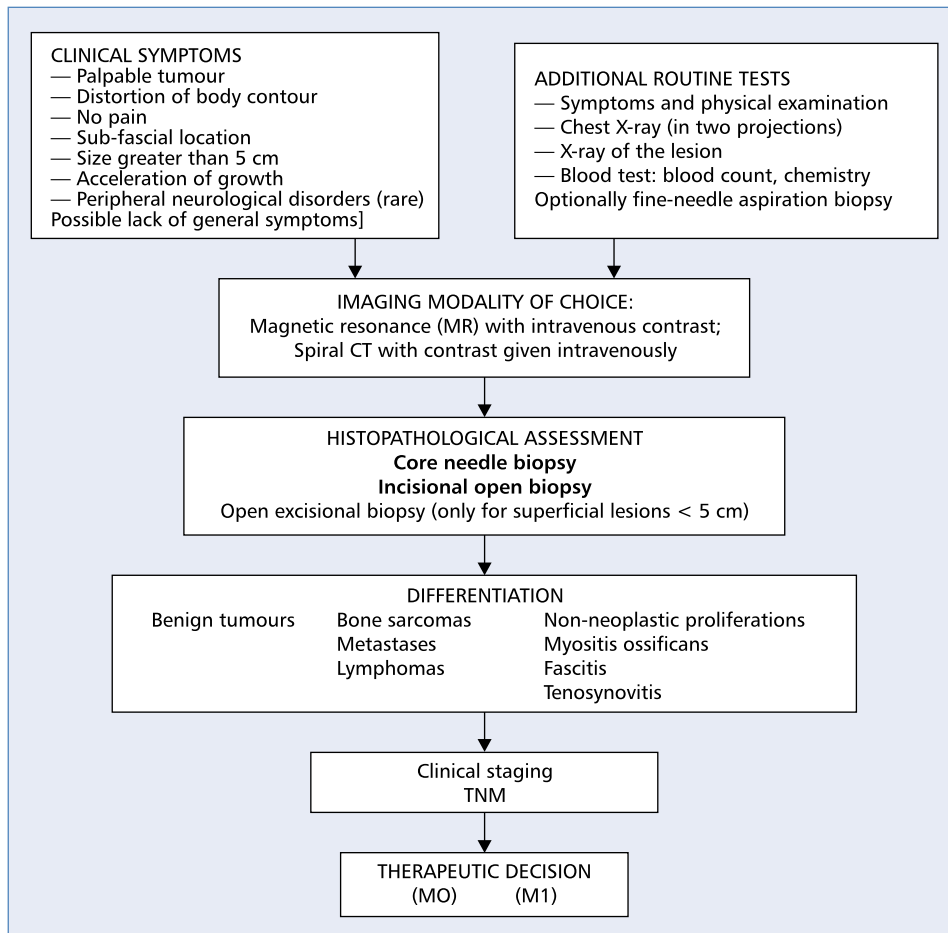 CLINICAL SYMPTOMS
— Palpable tumour
— Distortion of body contour
— No pain
— Sub-fascial location
— Size greater than 5 cm
— Acceleration of growth
— Peripheral neurological disorders (rare)
Possible lack of general symptoms]
ADDITIONAL ROUTINE TESTS
— Symptoms and physical examination
— Chest X-ray (in two projections)
— X-ray of the lesion
— Blood test: blood count, chemistry
Optionally fine-needle aspiration biopsy
IMAGING MODALITY OF CHOICE:
Magnetic resonance (MR) with intravenous contrast;
Spiral CT with contrast given intravenously
HISTOPATHOLOGICAL ASSESSMENT
Core needle biopsy
Incisional open biopsy
Open excisional biopsy (only for superficial lesions < 5 cm)
DIFFERENTIATION
Benign tumours
Bone sarcomas
Metastases
Lymphomas
Non-neoplastic proliferations
Myositis ossificans
Fascitis
Tenosynovitis
Clinical staging
TNM
THERAPEUTIC DECISION
(MO) (M1)